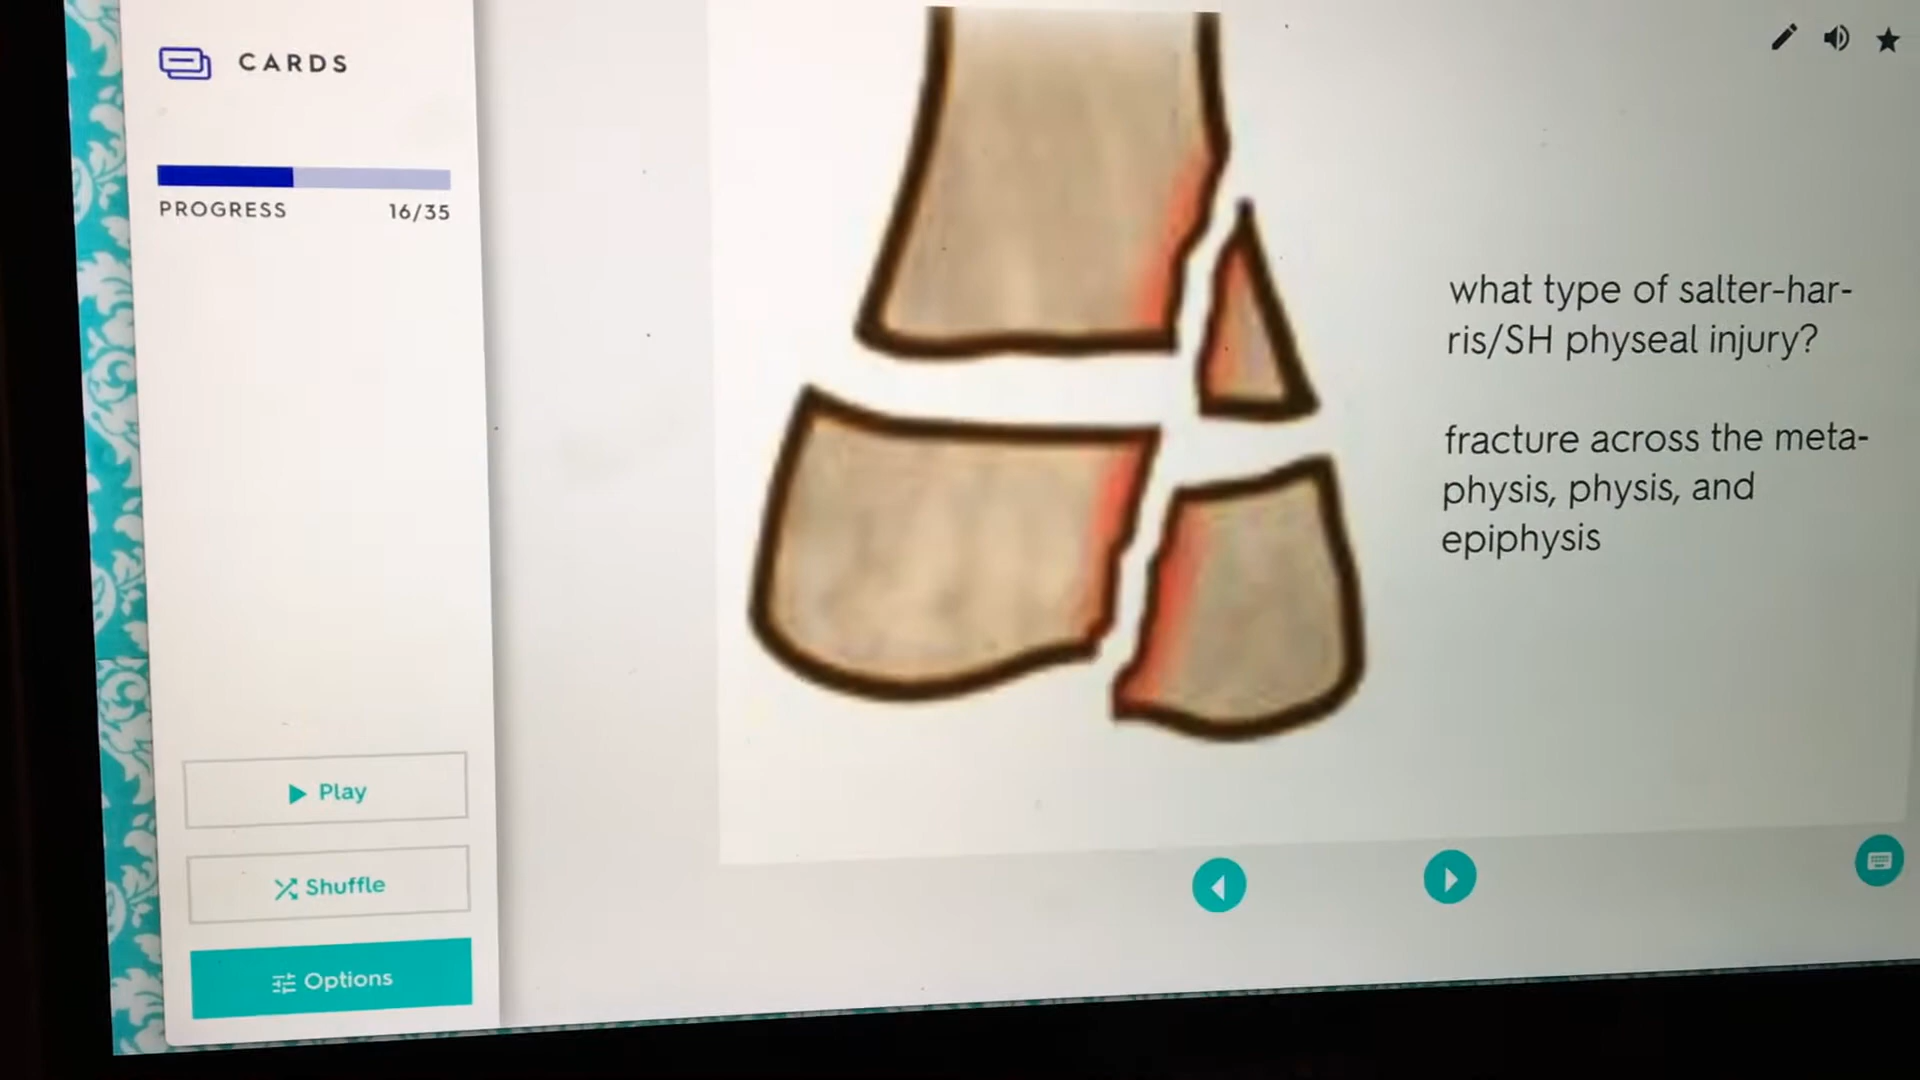 CARDS
PROGRESS 16/35
Play
Shuffle
Options
what type of salter-har-
ris/SH physeal injury?
fracture across the meta-
physis, physis, and
epiphysis